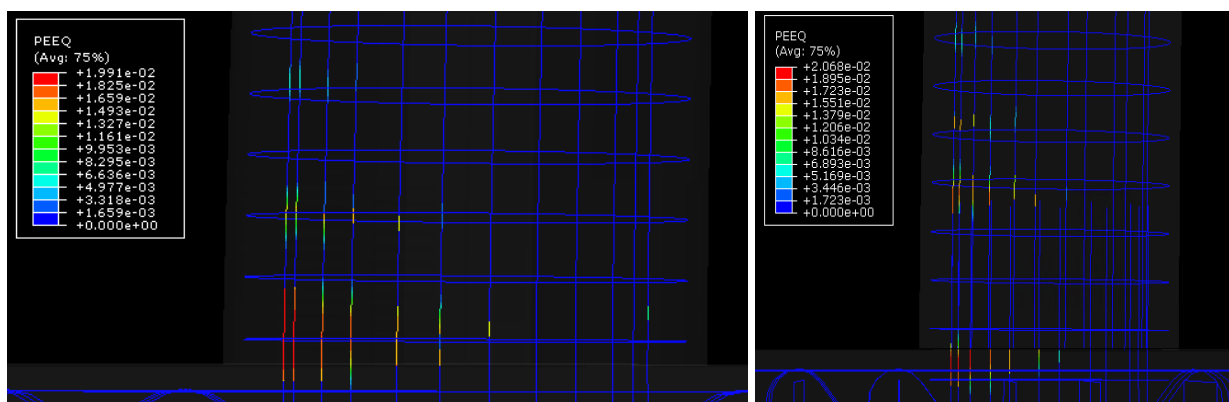 PEEQ
(Avg: 75%)
+1.991e-02
+1.825e-02
+1.659e-02
+1.493e-02
+1.327e-02
+1.161e-02
+9.953e-03
+8.295e-03
+6.636e-03
+4.977e-03
+3.318e-03
+1.659e-03
+0.000e+00
PEEQ
(Avg: 75%)
+2.068e-02
+1.895e-02
+1.723e-02
+1.551e-02
+1.379e-02
+1.206e-02
+1.034e-02
+8.616e-03
+6.893e-03
+5.169e-03
+3.446e-03
+1.723e-03
+0.000e+00